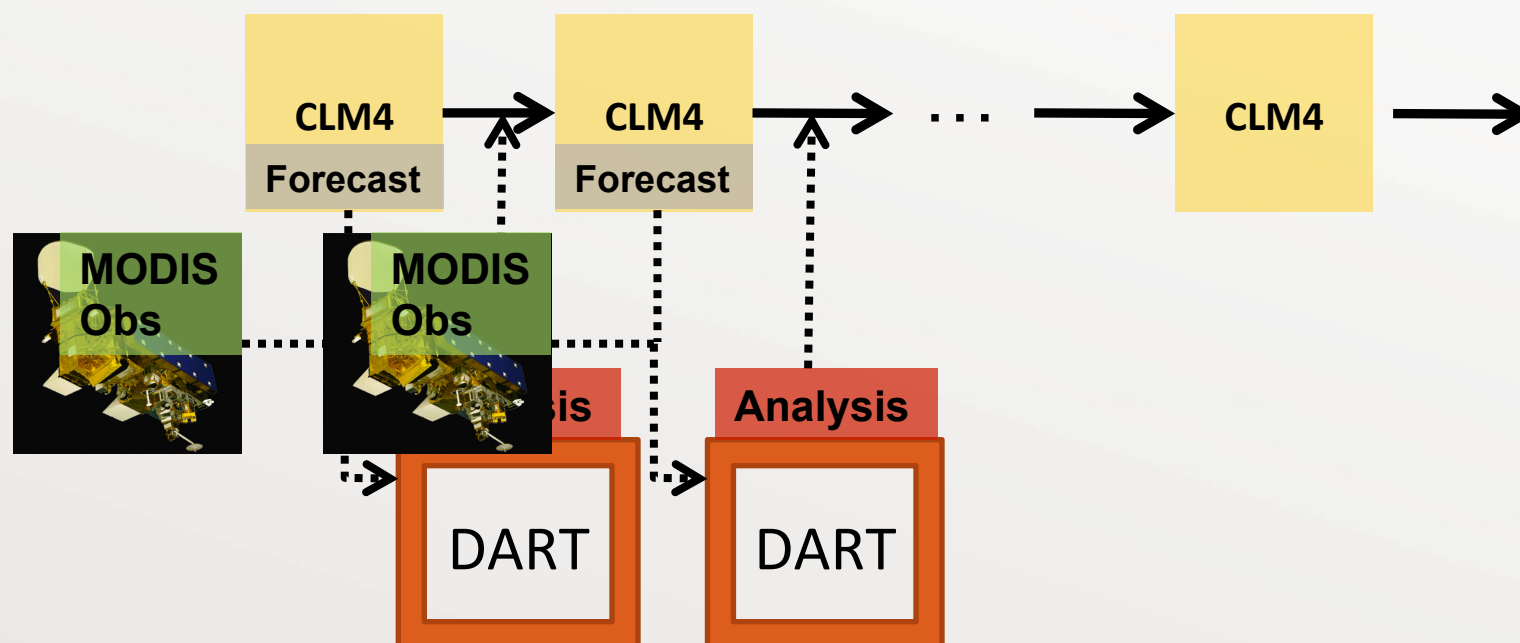 CLM4
CLM4
...
CLM4
Forecast
Forecast
MODIS
Obs
MODIS
Obs
Analysis
DART
DART